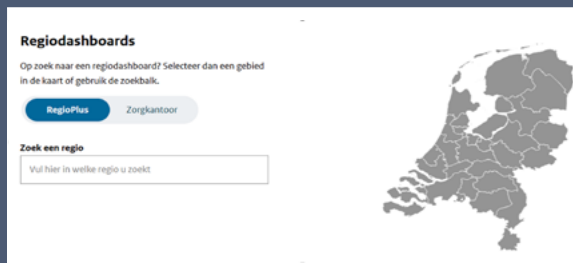 Regiodashboards
Op zoek naar een regiodashboard? Selecteer dan een gebied
in de kaart of gebruik de zoekbalk.
RegioPlus
Zorgkantoor
Zoek een regio
Vul hier in welke regio u zoekt